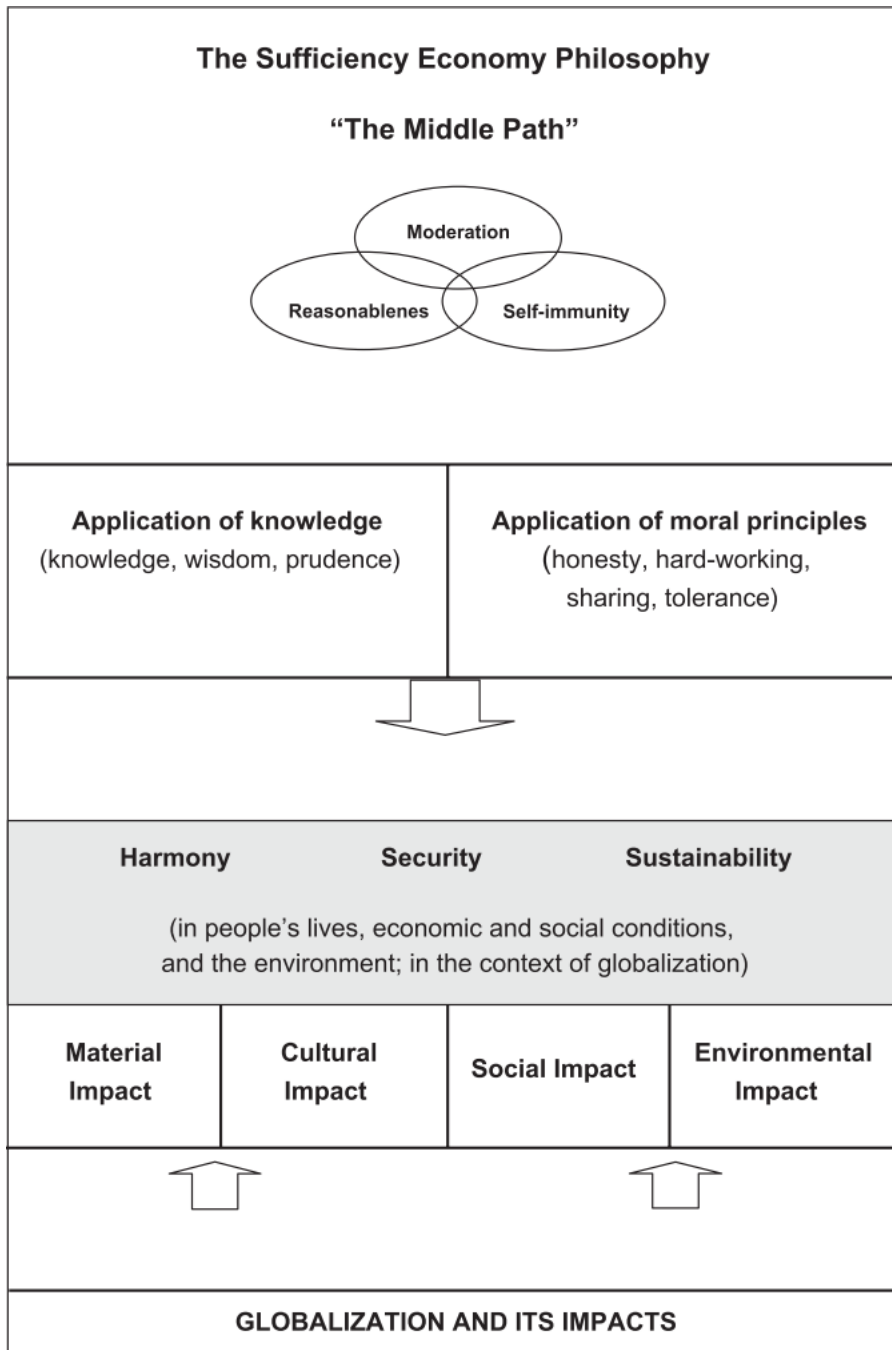 The Sufficiency Economy Philosophy
“The Middle Path”
Moderation
Reasonablenes
Self-immunity
Application of knowledge
(knowledge, wisdom, prudence)
Application of moral principles
(honesty, hard-working,
sharing, tolerance)
Harmony Security Sustainability
(in people’s lives, economic and social conditions,
and the environment; in the context of globalization)
Material
Impact
Cultural
Impact
Social Impact
Environmental
Impact
GLOBALIZATION AND ITS IMPACTS